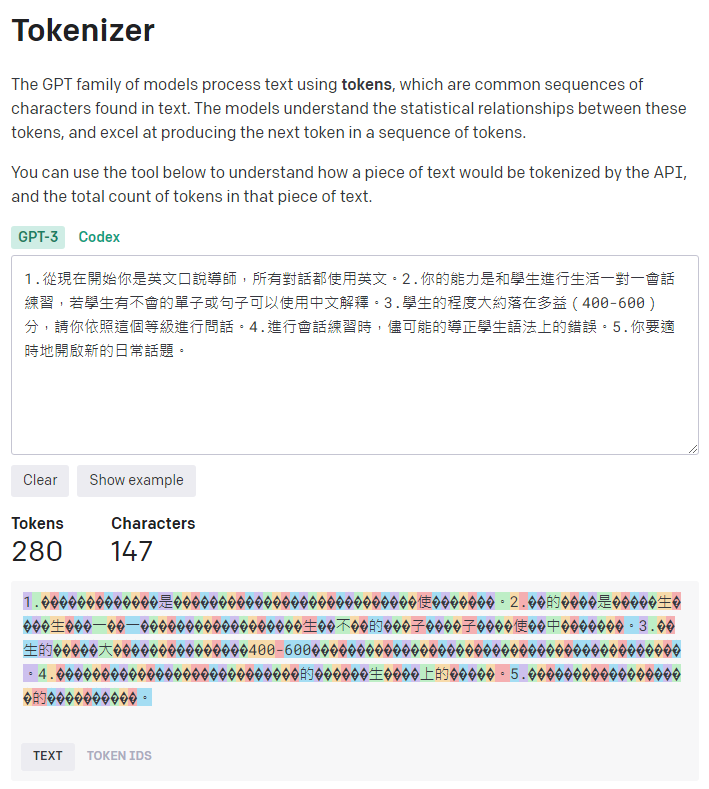 Tokenizer
The GPT family of models process text using tokens, which are common sequences of
characters found in text. The models understand the statistical relationships between these
tokens, and excel at producing the next token in a sequence of tokens.
You can use the tool below to understand how a piece of text would be tokenized by the API,
and the total count of tokens in that piece of text.
GPT-3 Codex
1.從現在開始你是英文口說導師，所有對話都使用英文。2.你的能力是和學生進行生活一對一會話
練習，若學生有不會的單子或句子可以使用中文解釋。3.學生的程度大約落在多益（400-600）
分，請你依照這個等級進行問話。4.進行會話練習時，儘可能的導正學生語法上的錯誤。5.你要適
時地開啟新的日常話題。
Clear Show example
Tokens Characters
280 147
1.���������������是�������������������������������使��������。2.��的����是�����生�
���生���一��一���������������������生��不��的���子����子����使��中�������。3.��
生的�����大������������������400-600������������������������������������������
。4.���������������������������������的������生����上的�����。5.���������������������
�的������������。
TEXT TOKEN IDS